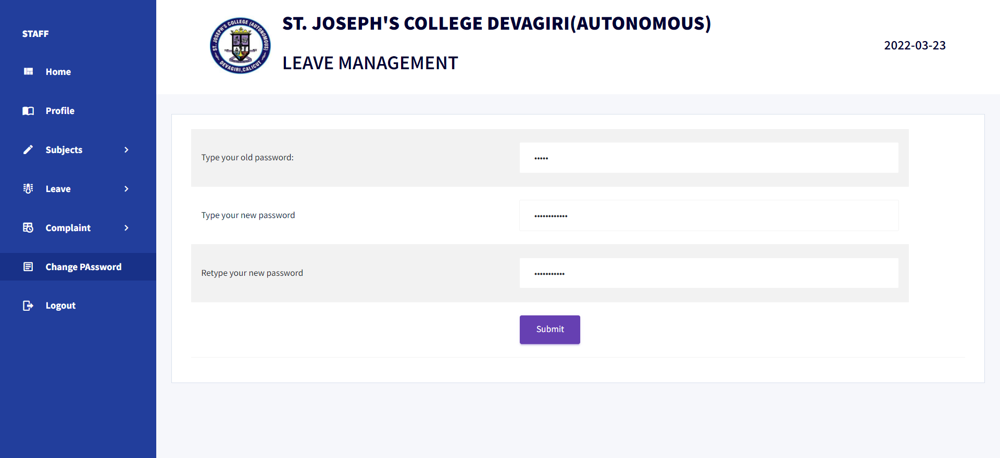 STAFF
Home
Profile
Subjects
Leave
Complaint
Change PAssword
Logout
ST. JOSEPH'S COLLEGE (AUTONOMOUS)
DEVAGIRI, CALICUT
ST. JOSEPH'S COLLEGE DEVAGIRI(AUTONOMOUS)
LEAVE MANAGEMENT
2022-03-23
Type your old password:
•••••
Type your new password
••••••••••••
Retype your new password
•••••••••••
Submit